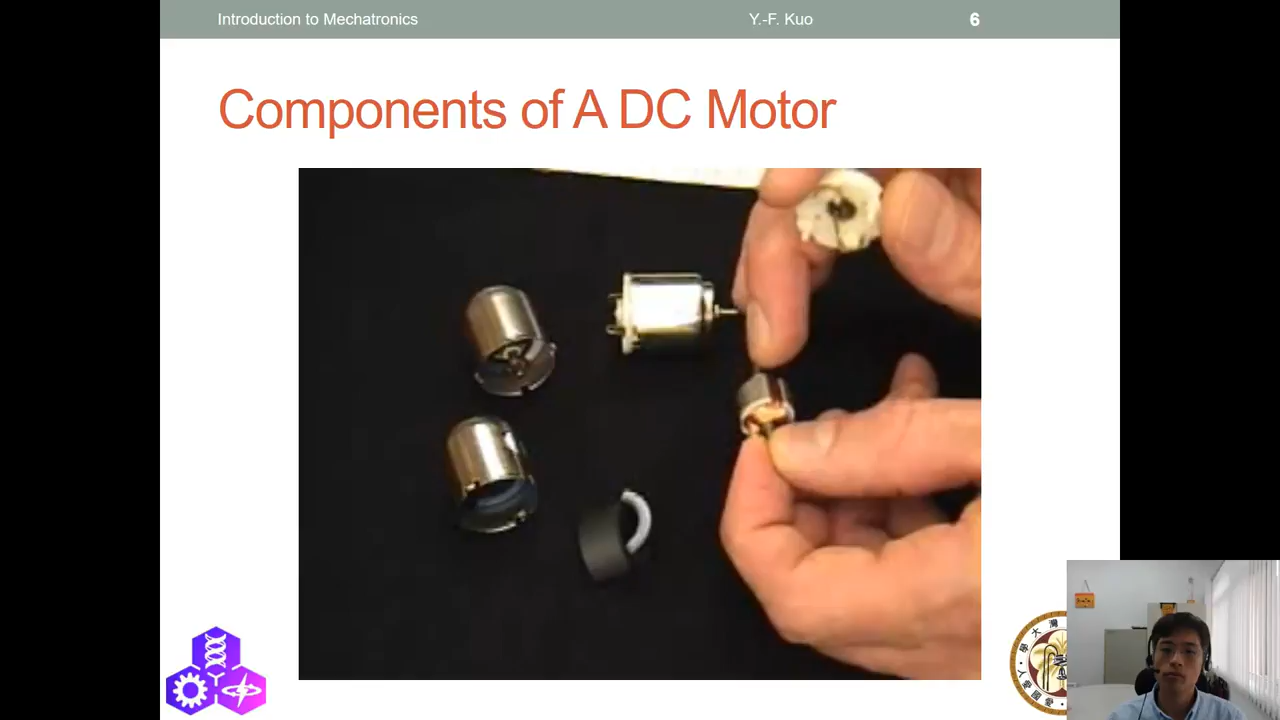 Introduction to Mechatronics
Y.-F. Kuo
6
Components of A DC Motor